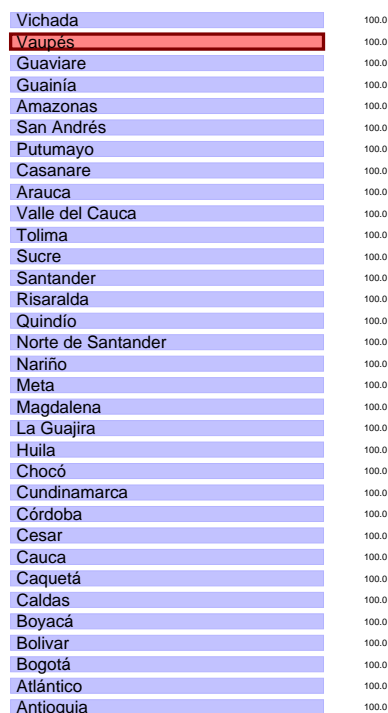 Vichada 100.0
Vaupés 100.0
Guaviare 100.0
Guainía 100.0
Amazonas 100.0
San Andrés 100.0
Putumayo 100.0
Casanare 100.0
Arauca 100.0
Valle del Cauca 100.0
Tolima 100.0
Sucre 100.0
Santander 100.0
Risaralda 100.0
Quindío 100.0
Norte de Santander 100.0
Nariño 100.0
Meta 100.0
Magdalena 100.0
La Guajira 100.0
Huila 100.0
Chocó 100.0
Cundinamarca 100.0
Córdoba 100.0
Cesar 100.0
Cauca 100.0
Caquetá 100.0
Caldas 100.0
Boyacá 100.0
Bolivar 100.0
Bogotá 100.0
Atlántico 100.0
Antioquia 100.0